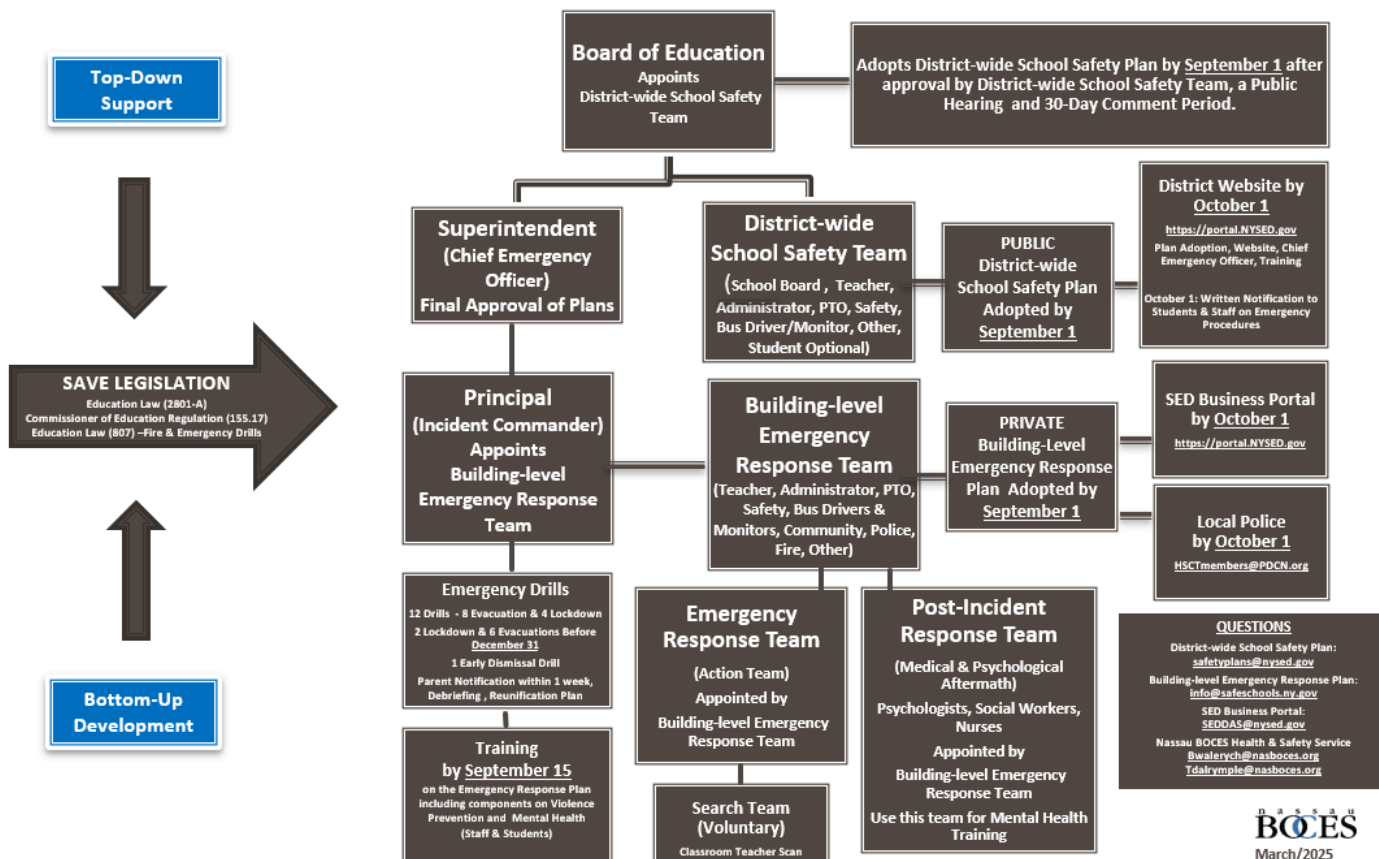 Top-Down
Support
Board of Education
Appoints
District-wide School Safety
Team
Adopts District-wide School Safety Plan by September 1 after
approval by District-wide School Safety Team, a Public
Hearing and 30-Day Comment Period.
Superintendent
(Chief Emergency
Officer)
Final Approval of Plans
District-wide
School Safety Team
(School Board , Teacher,
Administrator, PTO, Safety,
Bus Driver/Monitor, Other,
Student Optional)
PUBLIC
District-wide
School Safety Plan
Adopted by
September 1
District Website by
October 1
https://portal.NYSED.gov
Plan Adoption, Website, Chief
Emergency Officer, Training
October 1: Written Notification to
Students & Staff on Emergency
Procedures
SAVE LEGISLATION
Education Law (2801-A)
Commissioner of Education Regulation (155.17)
Education Law (807) –Fire & Emergency Drills
Principal
(Incident Commander)
Appoints
Building-level
Emergency Response
Team
Building-level
Emergency
Response Team
(Teacher, Administrator, PTO,
Safety, Bus Drivers &
Monitors, Community, Police,
Fire, Other)
PRIVATE
Building-Level
Emergency Response
Plan Adopted by
September 1
SED Business Portal
by October 1
https://portal.NYSED.gov
Local Police
by October 1
HSCTmembers@PDCN.org
Emergency Drills
12 Drills - 8 Evacuation & 4 Lockdown
2 Lockdown & 6 Evacuations Before
December 31
1 Early Dismissal Drill
Parent Notification within 1 week,
Debriefing , Reunification Plan
Emergency
Response Team
(Action Team)
Appointed by
Building-level Emergency
Response Team
Post-Incident
Response Team
(Medical & Psychological
Aftermath)
Psychologists, Social Workers,
Nurses
Appointed by
Building-level Emergency
Response Team
Use this team for Mental Health
Training
QUESTIONS
District-wide School Safety Plan:
safetyplans@nysed.gov
Building-level Emergency Response Plan:
info@safeschools.ny.gov
SED Business Portal:
SEDDAS@nysed.gov
Nassau BOCES Health & Safety Service
Bwalerych@nasboces.org
Tdalrymple@nasboces.org
Bottom-Up
Development
Training
by September 15
on the Emergency Response Plan
including components on Violence
Prevention and Mental Health
(Staff & Students)
Search Team
(Voluntary)
Classroom Teacher Scan
nassau
BOCES
March/2025